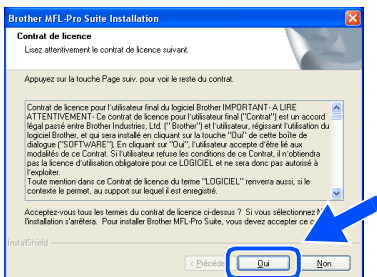 Brother MFL-Pro Suite Installation
Contrat de licence
Lisez attentivement le contrat de licence suivant.
Appuyez sur la touche Page suiv. pour voir le reste du contrat.
Contrat de licence pour l'utilisateur final du logiciel Brother IMPORTANT- A LIRE
ATTENTIVEMENT- Ce contrat de licence pour l'utilisateur final ("Contrat") est un accord
légal passé entre Brother Industries, Ltd. ("Brother") et l'utilisateur, régissant l'utilisation du
logiciel Brother, et qui sera installé en cliquant sur la touche "Oui" de cette boîte de
dialogue ("SOFTWARE"). En cliquant sur "Oui", l'utilisateur accepte d'être lié aux
modalités de ce Contrat. Si l'utilisateur refuse les conditions de ce Contrat, il n'obtiendra
pas la licence d'utilisation obligatoire pour ce LOGICIEL et ne sera donc pas autorisé à
l'exploiter.
Toute mention dans ce Contrat de licence du terme "LOGICIEL" renverra aussi, si le
contexte le permet, au support sur lequel il est enregistré.
Acceptez-vous tous les termes du contrat de licence ci-dessus ? Si vous sélectionnez
l'installation s'arrêtera. Pour installer Brother MFL-Pro Suite, vous devez accepter ce
InstallShield
< Précéde Oui Non